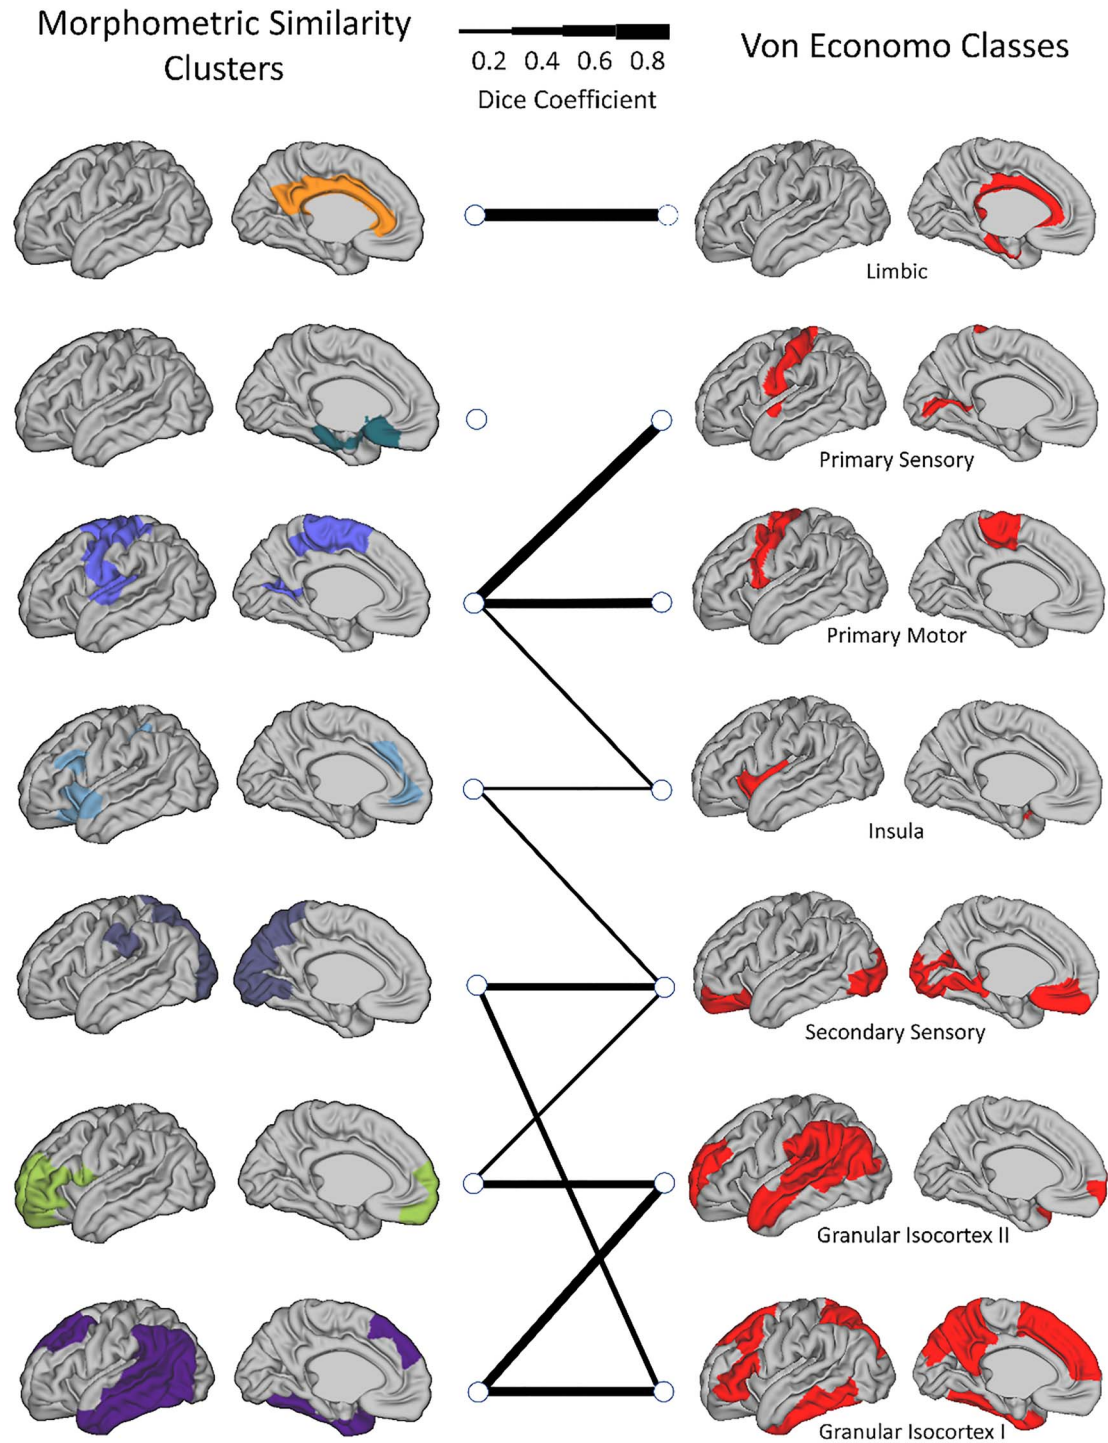 Morphometric Similarity
Clusters
0.2 0.4 0.6 0.8
Dice Coefficient
Von Economo Classes
Limbic
Primary Sensory
Primary Motor
Insula
Secondary Sensory
Granular Isocortex II
Granular Isocortex I